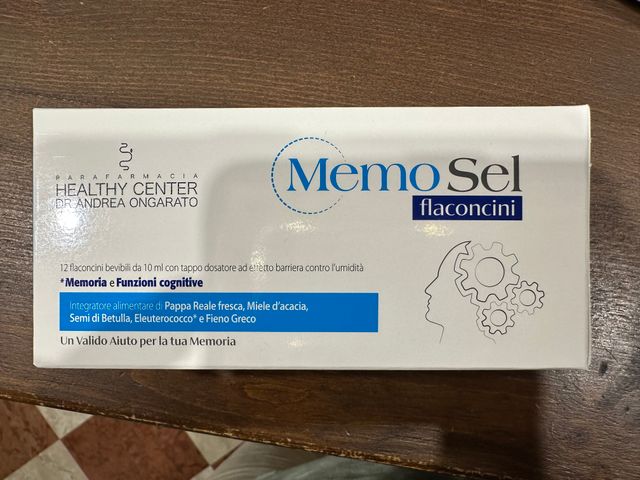 PARAFARMACIA
HEALTHY CENTER
DR ANDREA ONGARATO
Memo Sel
flaconcini
12 flaconcini bevibili da 10 ml con tappo dosatore ad effetto barriera contro l'umidità
*Memoria e Funzioni cognitive
Integratore alimentare di Pappa Reale fresca, Miele d'acacia,
Semi di Betulla, Eleuterococco* e Fieno Greco
Un Valido Aiuto per la tua Memoria